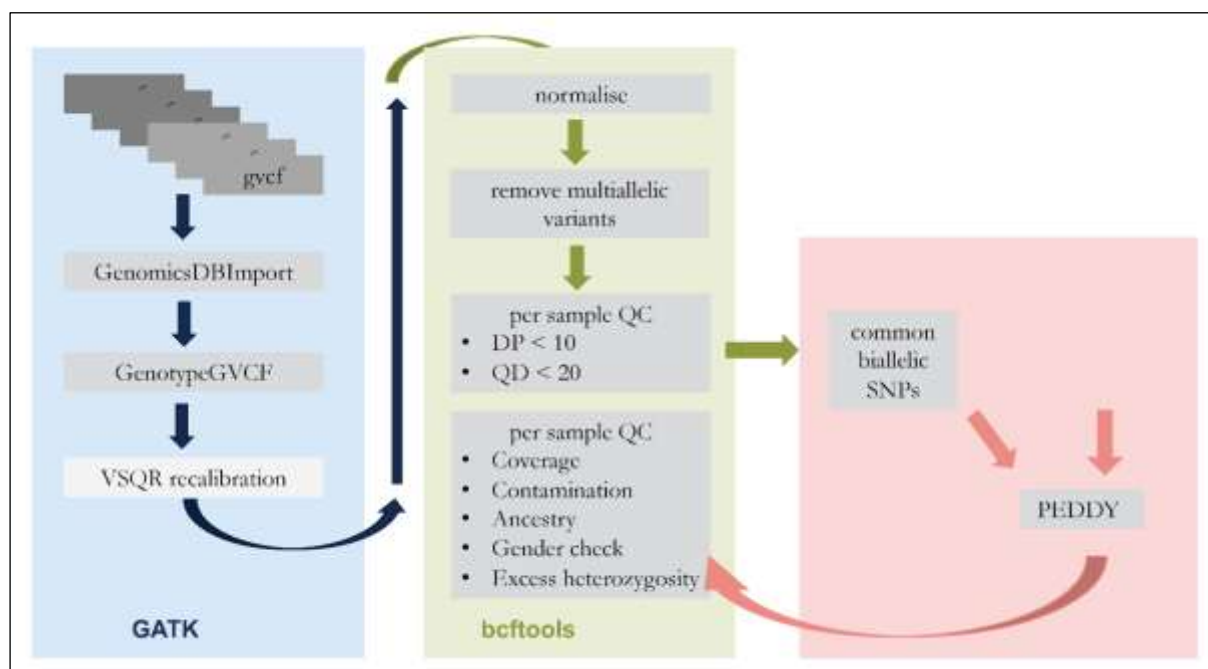 gvcf
GenomicsDBImport
GenotypeGVCF
VSQR recalibration
GATK
normalise
remove multiallelic
variants
per sample QC
• DP < 10
• QD < 20
per sample QC
• Coverage
• Contamination
• Ancestry
• Gender check
• Excess heterozygosity
bcftools
common
biallelic
SNPs
PEDDY